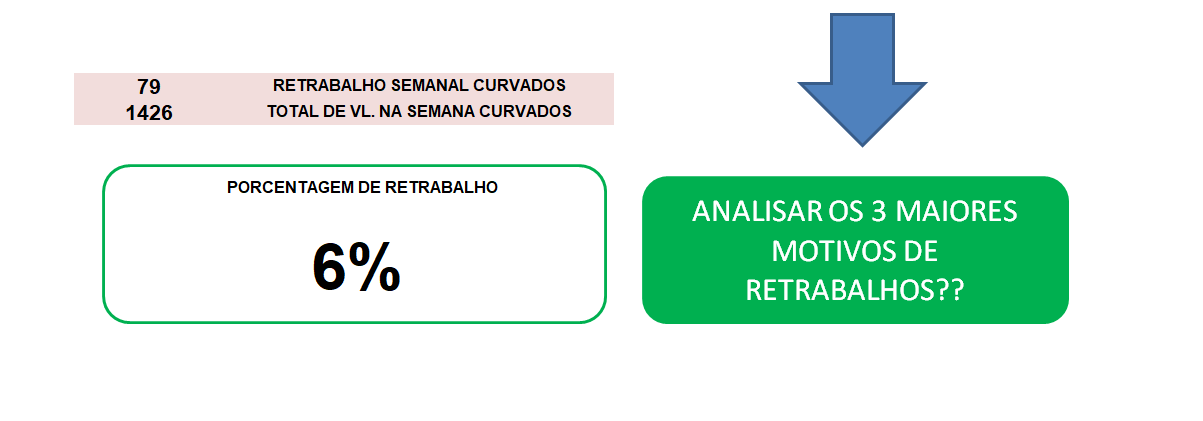 79 RETRABALHO SEMANAL CURVADOS
1426 TOTAL DE VL. NA SEMANA CURVADOS
PORCENTAGEM DE RETRABALHO
6%
ANALISAR OS 3 MAIORES
MOTIVOS DE
RETRABALHOS??